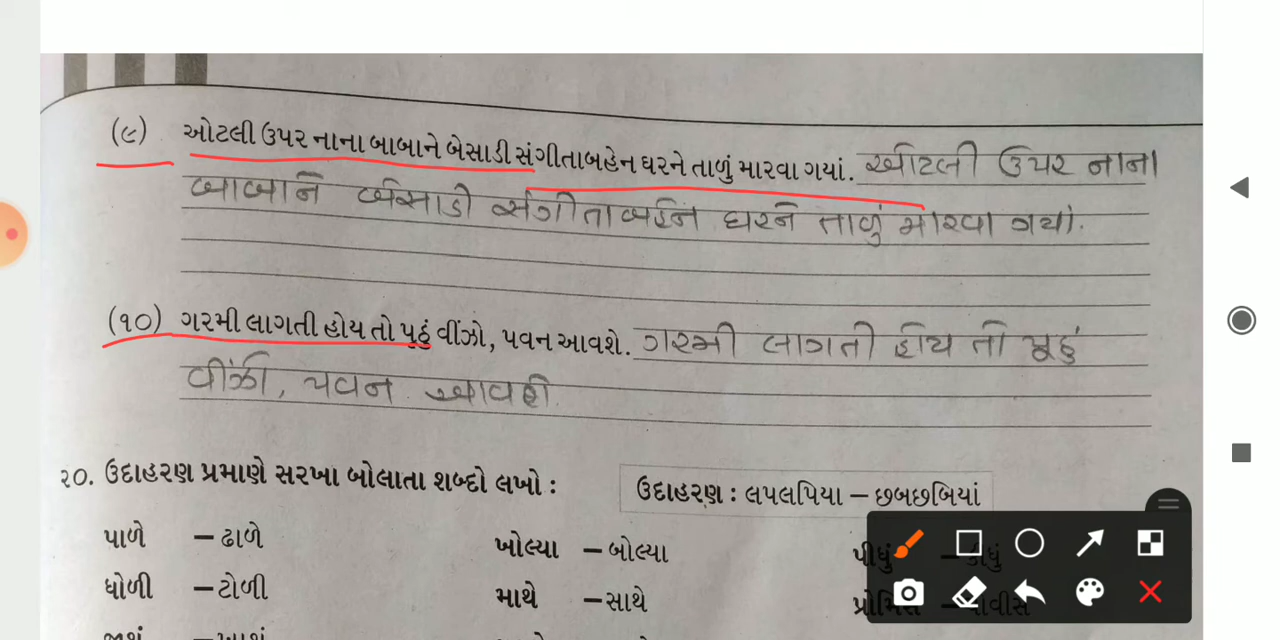 (૯) ઓટલી ઉપર નાના બાબાને બેસાડી સંગીતાબહેન ઘરને તાળું મારવા ગયાં. ઓટલી ઉપર નાના
બાબાને બેસાડી સંગીતાબહેન ઘરને તાળું મારવા ગયાં.
(૧૦) ગરમી લાગતી હોય તો પૂઠું વીંઝો, પવન આવશે. ગરમી લાગતી હોય તો પૂઠું
વીંઝો, પવન આવશે
૨૦. ઉદાહરણ પ્રમાણે સરખા બોલાતા શબ્દો લખો : ઉદાહરણ : લપલપિયા – છબછબિયાં
પાળે – ઢાળે ખોલ્યા – બોલ્યા પીધું
ધોળી – ટોળી માથે – સાથે